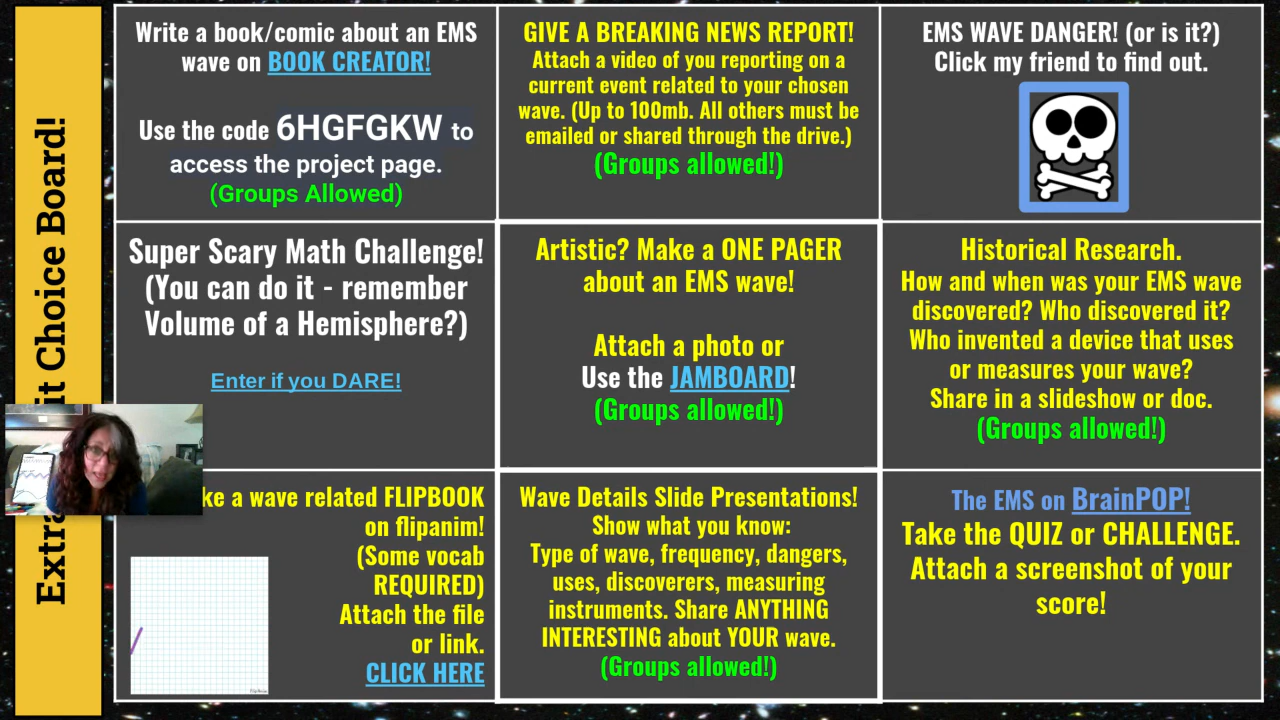 Extra
it Choice Board!
Write a book/comic about an EMS
wave on BOOK CREATOR!
Use the code 6HGFGKW to
access the project page.
(Groups Allowed)
GIVE A BREAKING NEWS REPORT!
Attach a video of you reporting on a
current event related to your chosen
wave. (Up to 100mb. All others must be
emailed or shared through the drive.)
(Groups allowed!)
EMS WAVE DANGER! (or is it?)
Click my friend to find out.
Super Scary Math Challenge!
(You can do it - remember
Volume of a Hemisphere?)
Enter if you DARE!
Artistic? Make a ONE PAGER
about an EMS wave!
Attach a photo or
Use the JAMBOARD!
(Groups allowed!)
Historical Research.
How and when was your EMS wave
discovered? Who discovered it?
Who invented a device that uses
or measures your wave?
Share in a slideshow or doc.
(Groups allowed!)
ke a wave related FLIPBOOK
on flipanim!
(Some vocab
REQUIRED)
Attach the file
or link.
CLICK HERE
Wave Details Slide Presentations!
Show what you know:
Type of wave, frequency, dangers,
uses, discoverers, measuring
instruments. Share ANYTHING
INTERESTING about YOUR wave.
(Groups allowed!)
The EMS on BrainPOP!
Take the QUIZ or CHALLENGE.
Attach a screenshot of your
score!